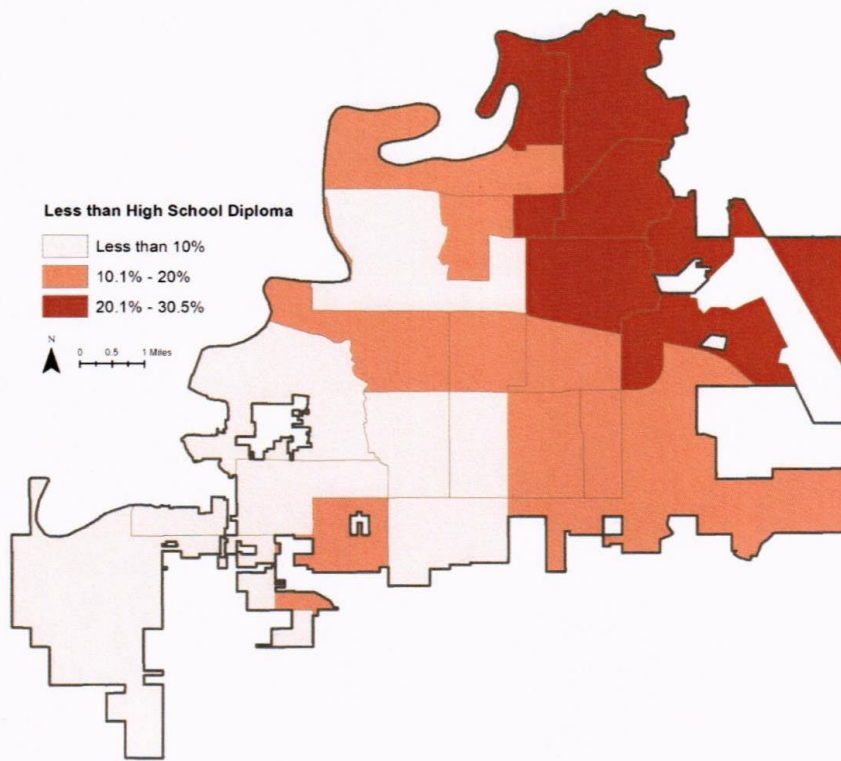 Less than High School Diploma
Less than 10%
10.1% - 20%
20.1% - 30.5%
N
0 0.5 1 Miles